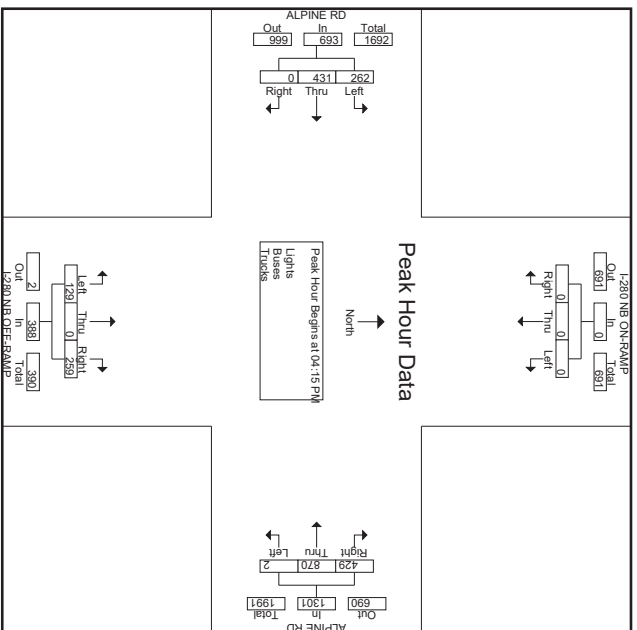 ALPINE RD
Out In Total
999 693 1692
0 431 262
Right Thru Left
I-280 NB ON-RAMP
Out In Total
691 0 691
0 0 0
Right Thru Left
Peak Hour Data
North
Peak Hour Begins at 04:15 PM
Lights
Buses
Trucks
Left Thru Right
129 0 259
2 388 390
Out In Total
I-280 NB OFF-RAMP
Left Thru Right
2 870 429
1991 1301 690
Total In Out
ALPINE RD